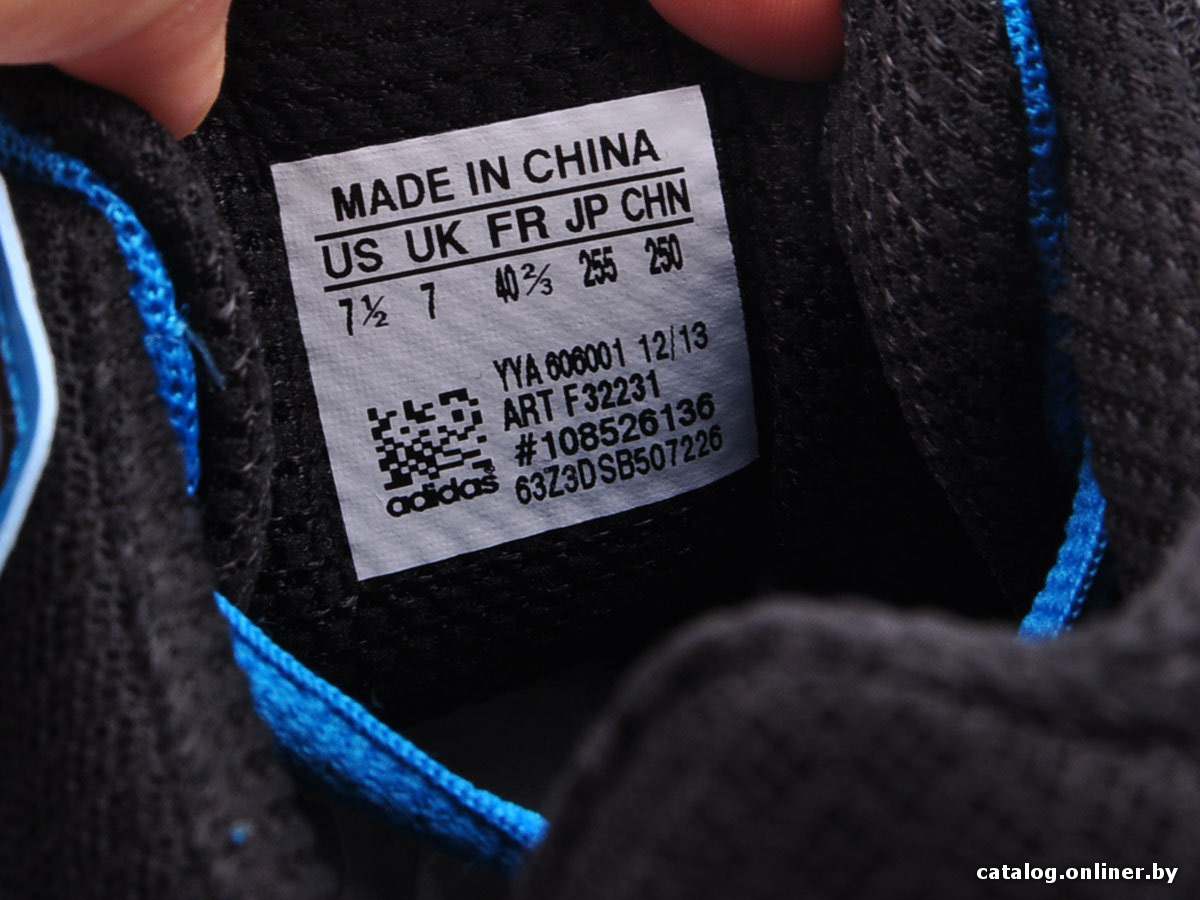 MADE IN CHINA
US UK FR JP CHN
7½ 7 40⅔ 255 250
YYA 606001 12/13
ART F32231
#108526136
63Z3DSB507226
adidas®
catalog.onliner.by